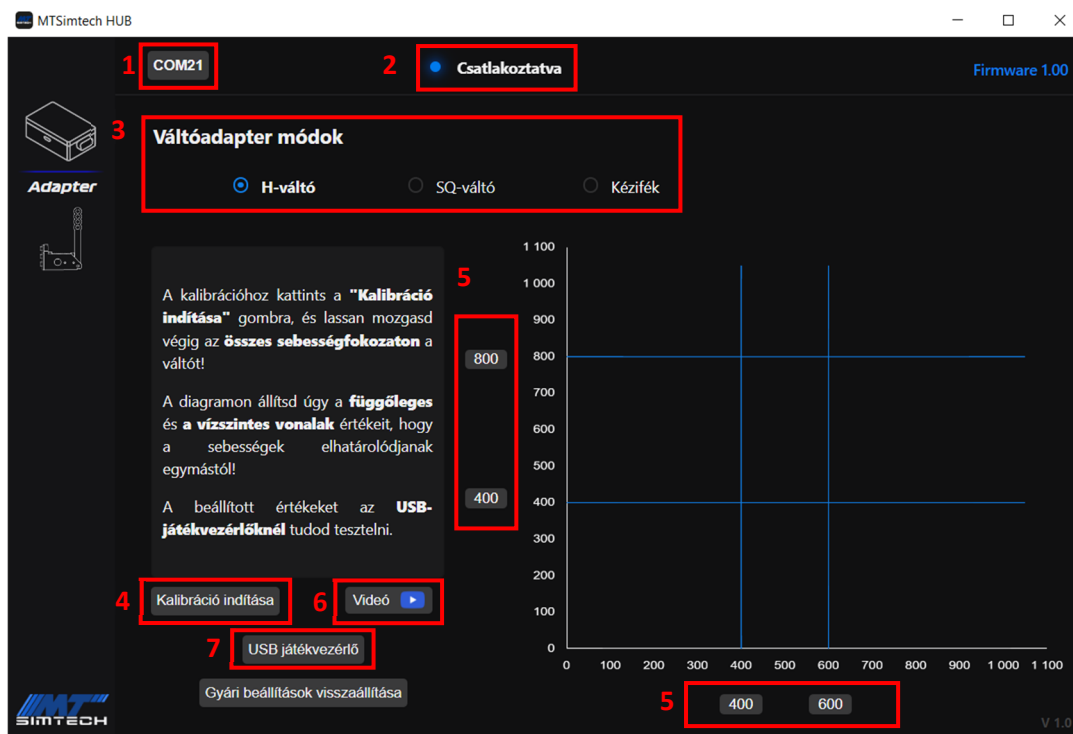 MTSimtech HUB
1 COM21
2 Csatlakoztatva
Firmware 1.00
3 Váltóadapter módok
H-váltó SQ-váltó Kézifék
Adapter
A kalibrációhoz kattints a "Kalibráció
indítása" gombra, és lassan mozgasd
végig az összes sebességfokozaton a
váltót!
A diagramon állítsd úgy a függőleges
és a vízszintes vonalak értékeit, hogy
a sebességek elhatárolódjanak
egymástól!
A beállított értékeket az USB-
játékvezérlőknél tudod tesztelni.
5
800
400
1 100
1 000
900
800
700
600
500
400
300
200
100
0
0 100 200 300 400 500 600 700 800 900 1 000 1 100
5 400 600
4 Kalibráció indítása
6 Videó
7 USB játékvezérlő
Gyári beállítások visszaállítása
MT
SIMTECH
V 1.0